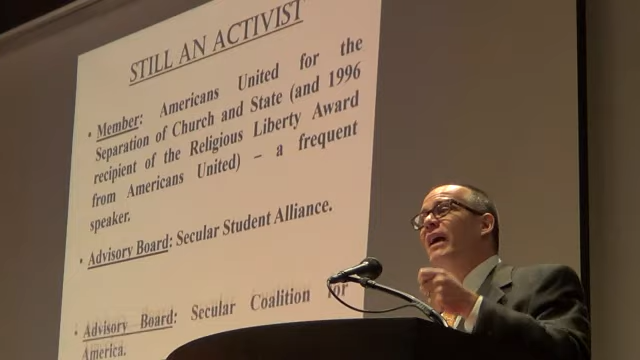 STILL AN ACTIVIST
• Member: Americans United for the
Separation of Church and State (and 1996
recipient of the Religious Liberty Award
from Americans United) – a frequent
speaker.
• Advisory Board: Secular Student Alliance.
• Advisory Board: Secular Coalition for
America.